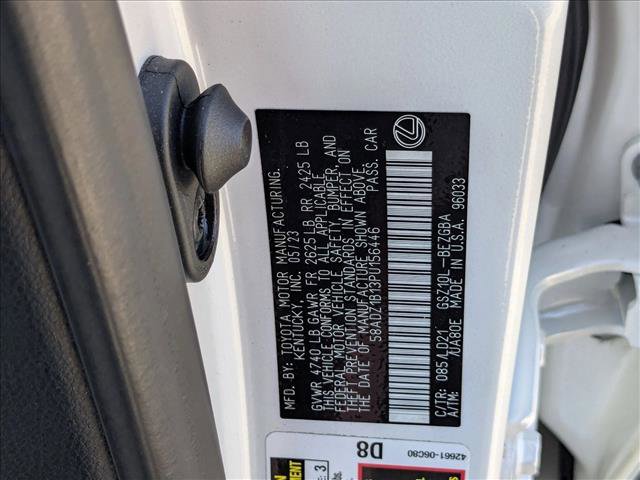 TOYOTA MOTOR MANUFACTURING.
KENTUCKY, INC. 05/23
GVWR 4740 LB GAWR FR 2625 LB RR 2425 LB
THIS VEHICLE CONFORMS TO ALL APPLICABLE
FEDERAL MOTOR VEHICLE SAFETY, BUMPER, AND
THEFT PREVENTION STANDARDS IN EFFECT ON
THE DATE OF MANUFACTURE SHOWN ABOVE.
58ADZ1B13PU156446 PASS. CAR
C/TR: 085/LD21 GSZ10L-BEZGBA
A/TM: /UA80E MADE IN U.S.A. 96033
D8
42661-06C80